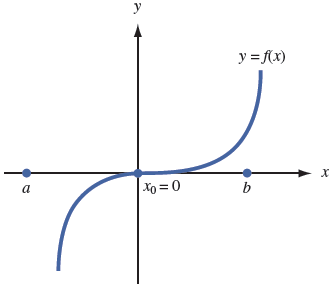 y
y = f(x)
x
a
x₀ = 0
b